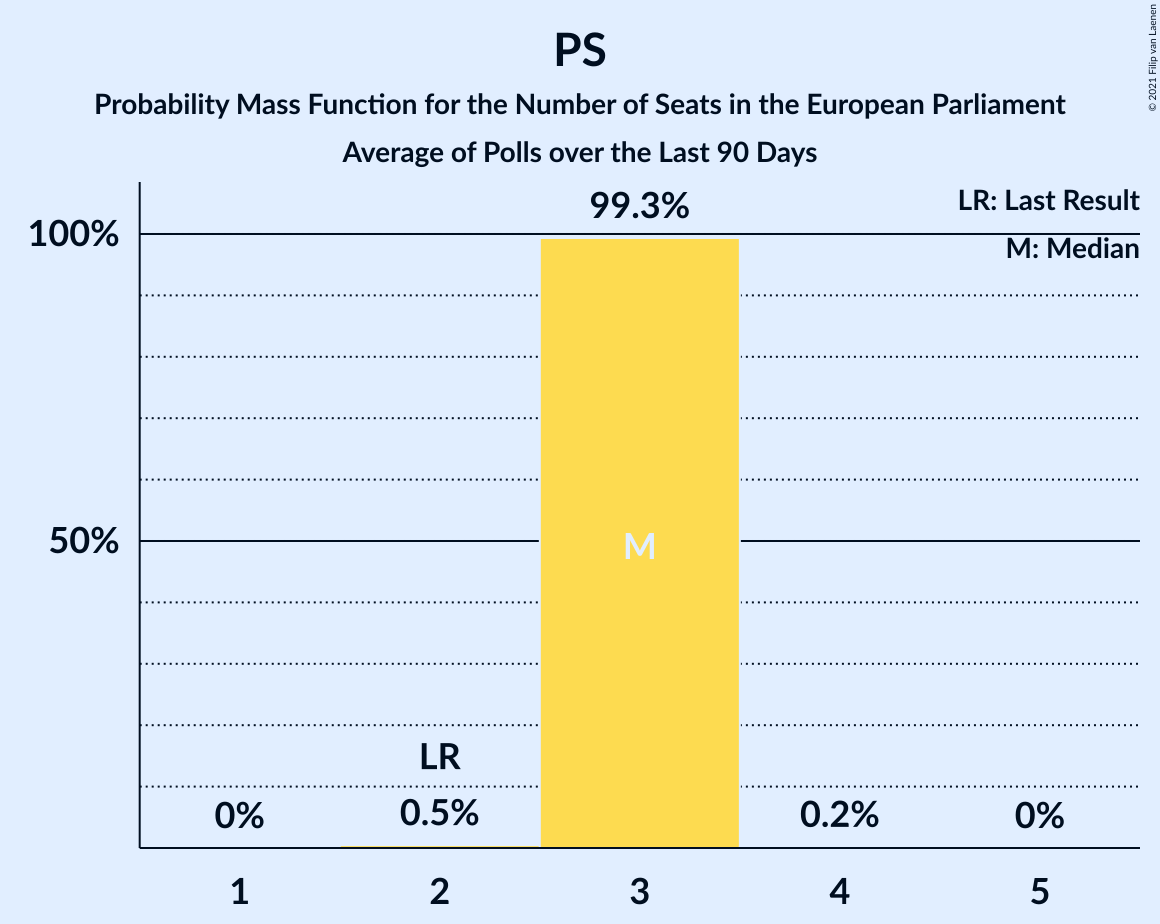 PS
Probability Mass Function for the Number of Seats in the European Parliament
Average of Polls over the Last 90 Days
© 2021 Filip van Laenen
LR: Last Result
M: Median
99.3%
100%
50%
M
LR
0%
0.5%
0.2%
0%
1
2
3
4
5